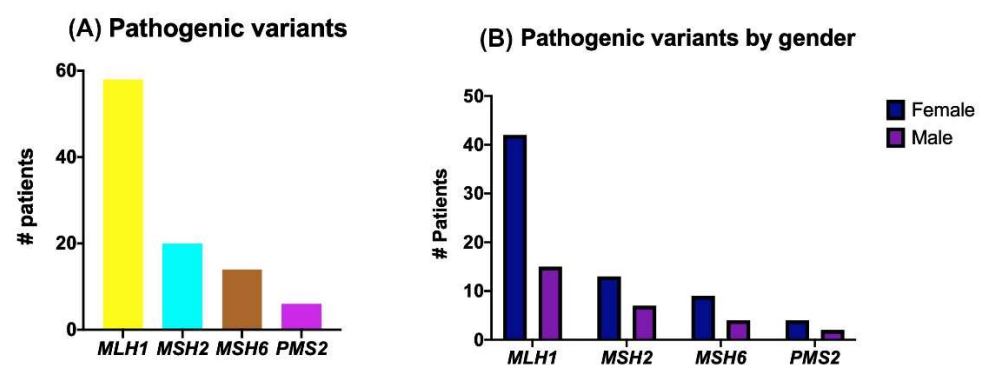 (A) Pathogenic variants
60
40
20
0
# patients
MLH1 MSH2 MSH6 PMS2
(B) Pathogenic variants by gender
50
40
30
20
10
0
# Patients
MLH1 MSH2 MSH6 PMS2
Female
Male